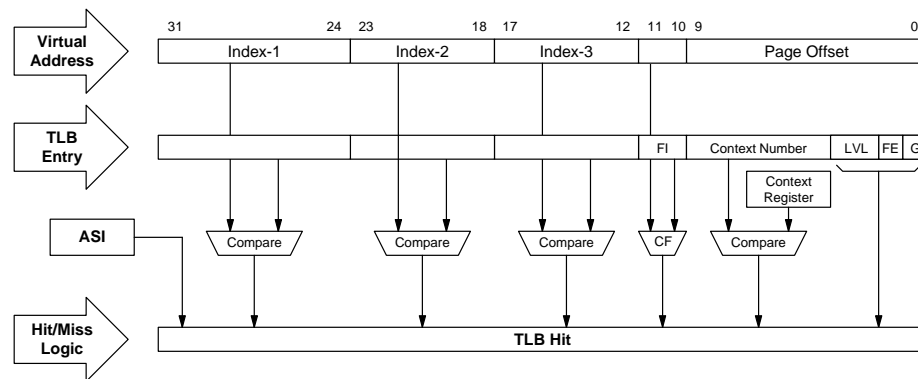 31 24 23 18 17 12 11 10 9 0
Virtual Address
Index-1 Index-2 Index-3 Page Offset
TLB Entry
FI Context Number LVL FE G
Context Register
ASI
Compare Compare Compare CF Compare
Hit/Miss Logic
TLB Hit